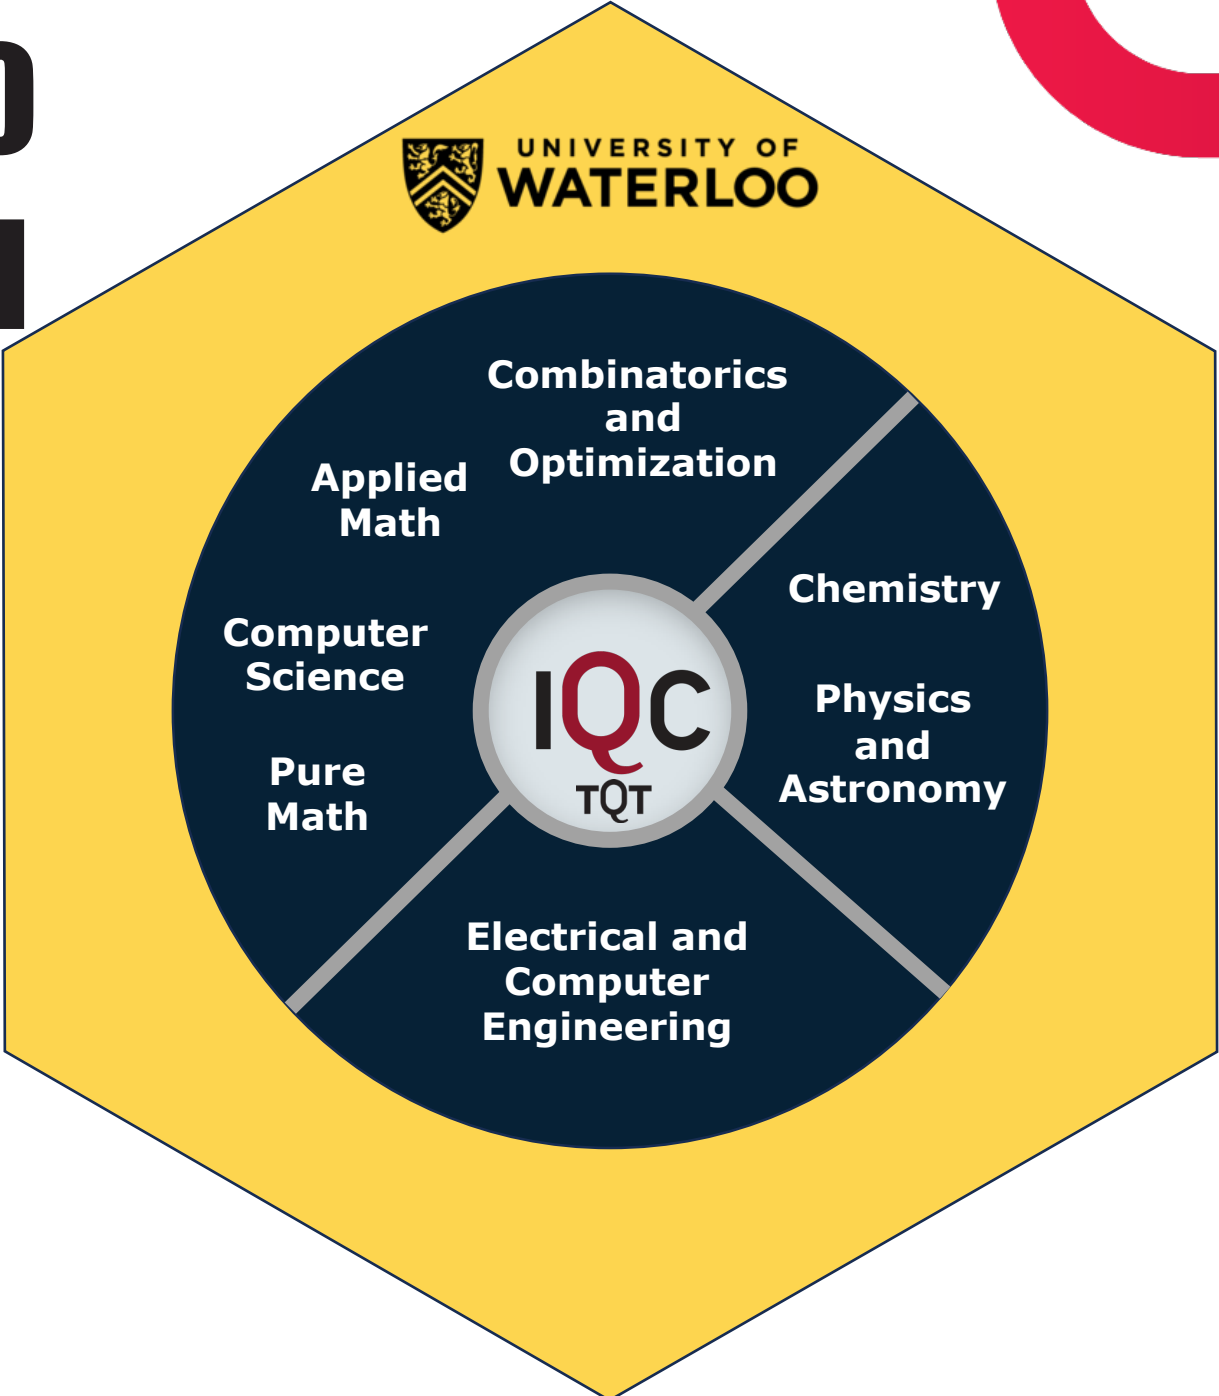 UNIVERSITY OF
WATERLOO
Combinatorics
and
Optimization
Applied
Math
Computer
Science
Pure
Math
Chemistry
Physics
and
Astronomy
IQC
TQT
Electrical and
Computer
Engineering